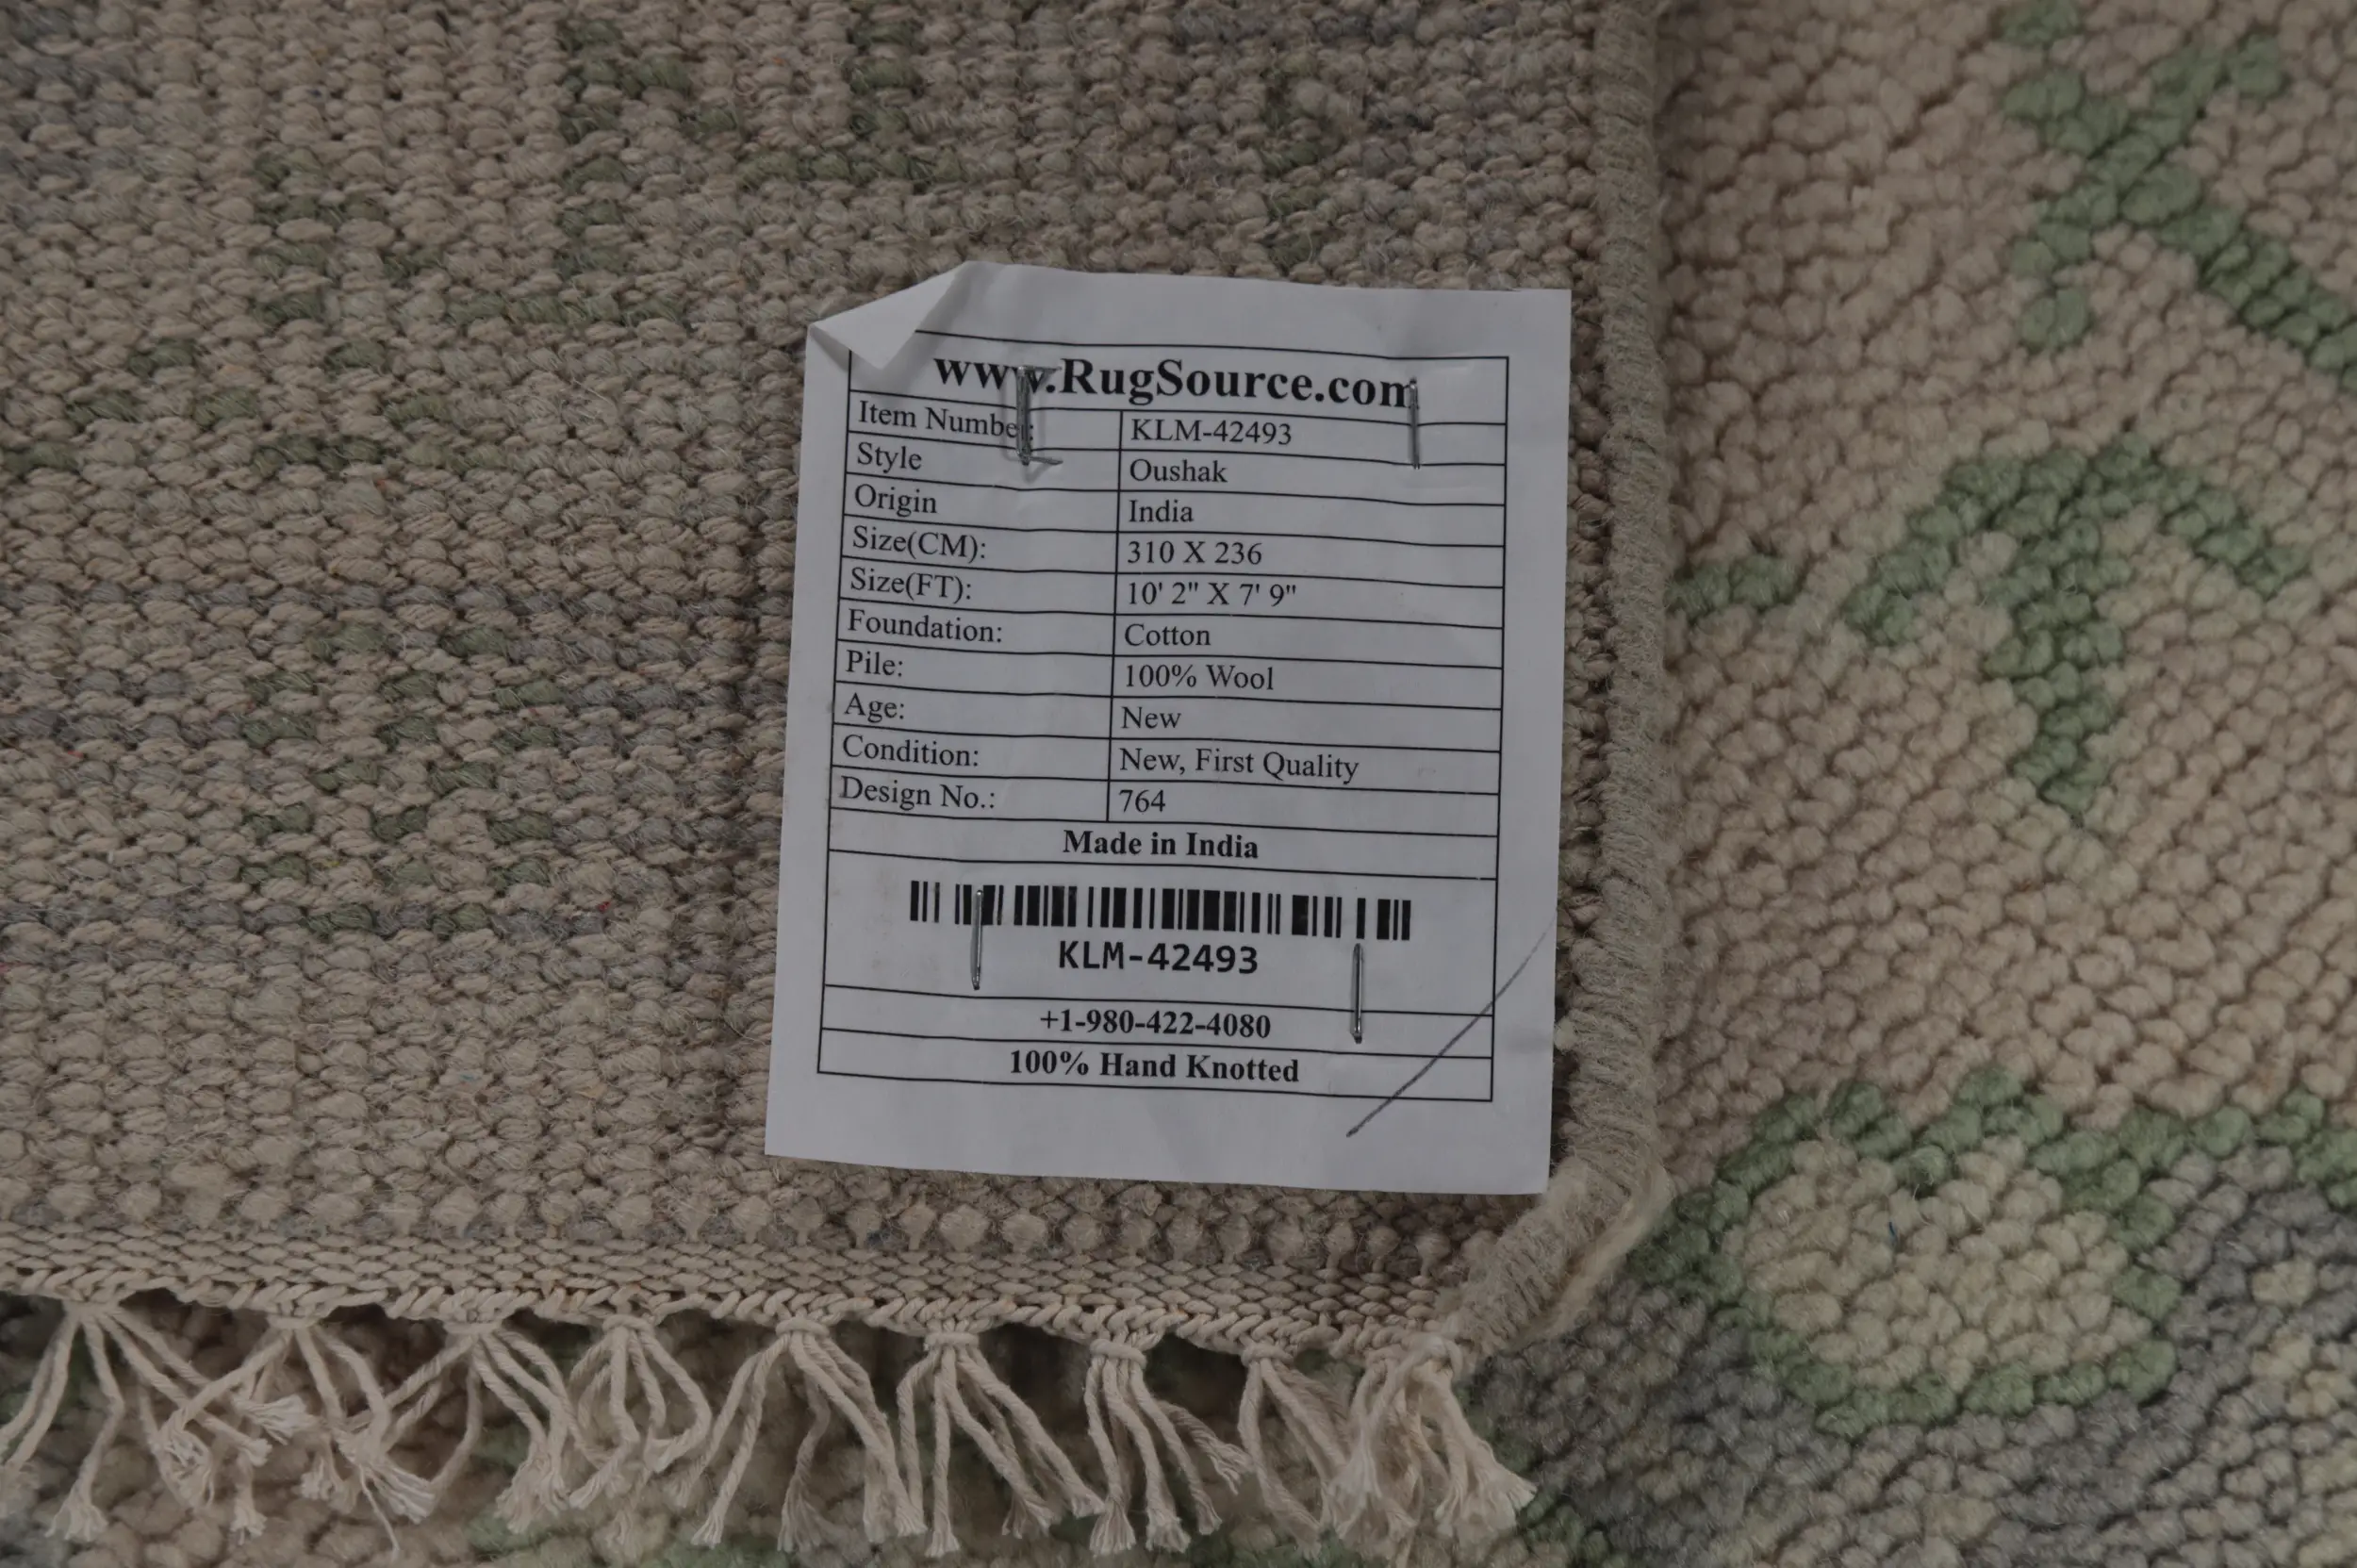 www.RugSource.com
Item Number: KLM-42493
Style Oushak
Origin India
Size(CM): 310 X 236
Size(FT): 10' 2" X 7' 9"
Foundation: Cotton
Pile: 100% Wool
Age: New
Condition: New, First Quality
Design No.: 764
Made in India
KLM-42493
+1-980-422-4080
100% Hand Knotted